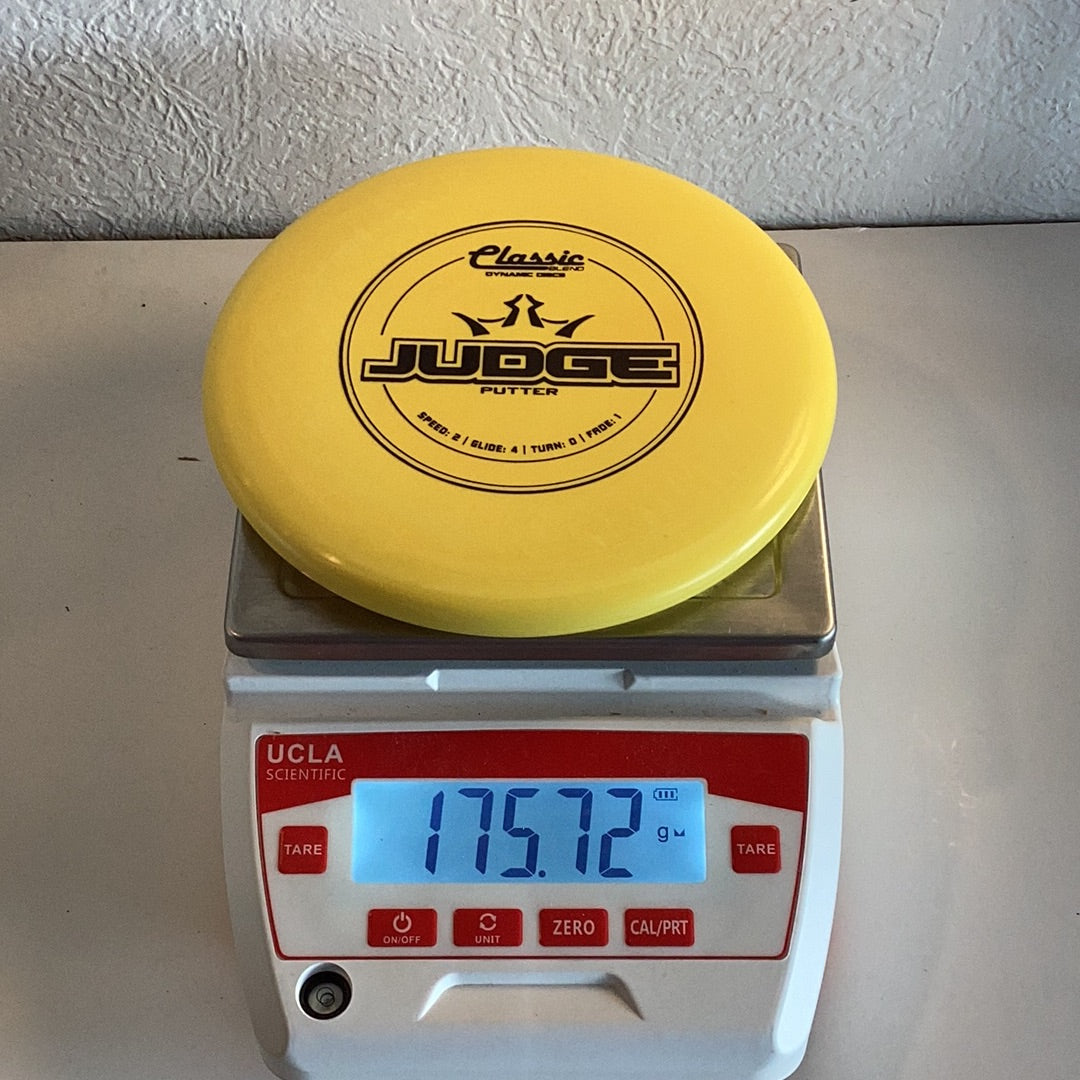 Classic
BLEND
DYNAMIC DISCS
JUDGE
PUTTER
SPEED: 2 | GLIDE: 4 | TURN: 0 | FADE: 1
UCLA
SCIENTIFIC
175.72
g
TARE
TARE
ON/OFF
UNIT
ZERO
CAL/PRT